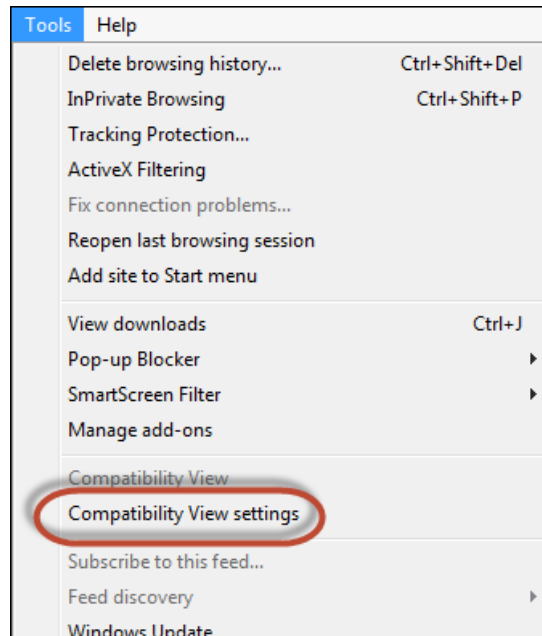 Tools Help
Delete browsing history... Ctrl+Shift+Del
InPrivate Browsing Ctrl+Shift+P
Tracking Protection...
ActiveX Filtering
Fix connection problems...
Reopen last browsing session
Add site to Start menu
View downloads Ctrl+J
Pop-up Blocker
SmartScreen Filter
Manage add-ons
Compatibility View
Compatibility View settings
Subscribe to this feed...
Feed discovery
Windows Update